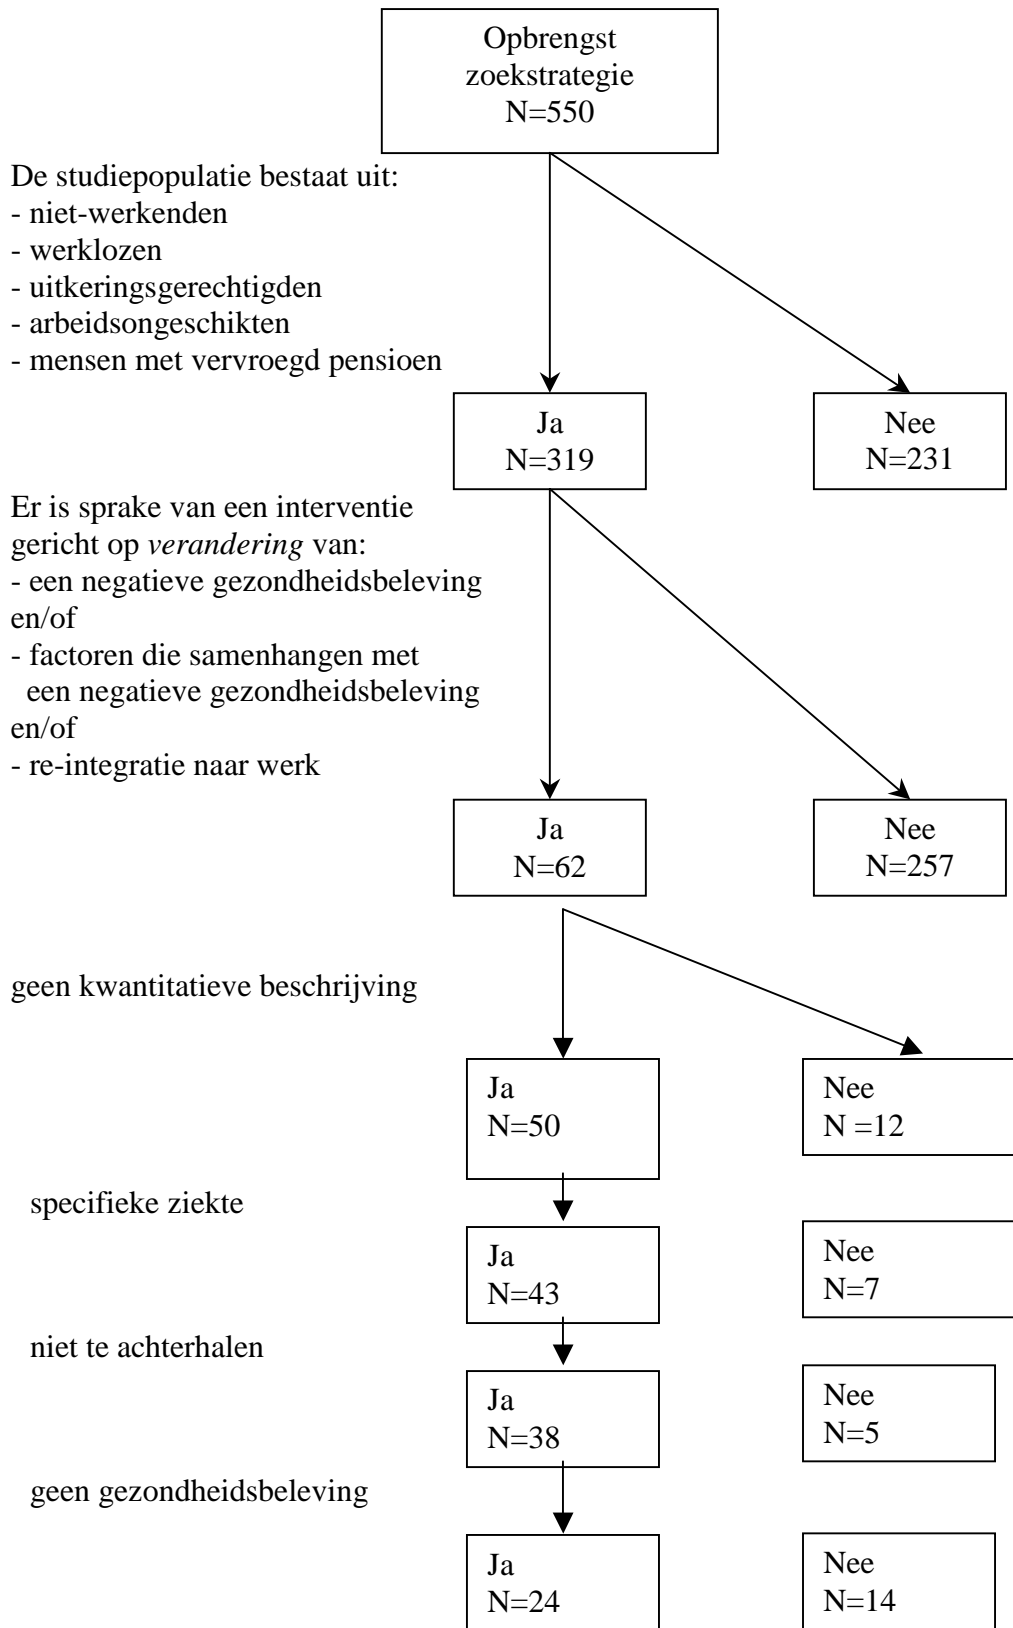 Opbrengst
zoekstrategie
N=550
De studiepopulatie bestaat uit:
- niet-werkenden
- werklozen
- uitkeringsgerechtigden
- arbeidsongeschikten
- mensen met vervroegd pensioen
Ja
N=319
Nee
N=231
Er is sprake van een interventie
gericht op verandering van:
- een negatieve gezondheidsbeleving
en/of
- factoren die samenhangen met
een negatieve gezondheidsbeleving
en/of
- re-integratie naar werk
Ja
N=62
Nee
N=257
geen kwantitatieve beschrijving
Ja
N=50
Nee
N =12
specifieke ziekte
Ja
N=43
Nee
N=7
niet te achterhalen
Ja
N=38
Nee
N=5
geen gezondheidsbeleving
Ja
N=24
Nee
N=14